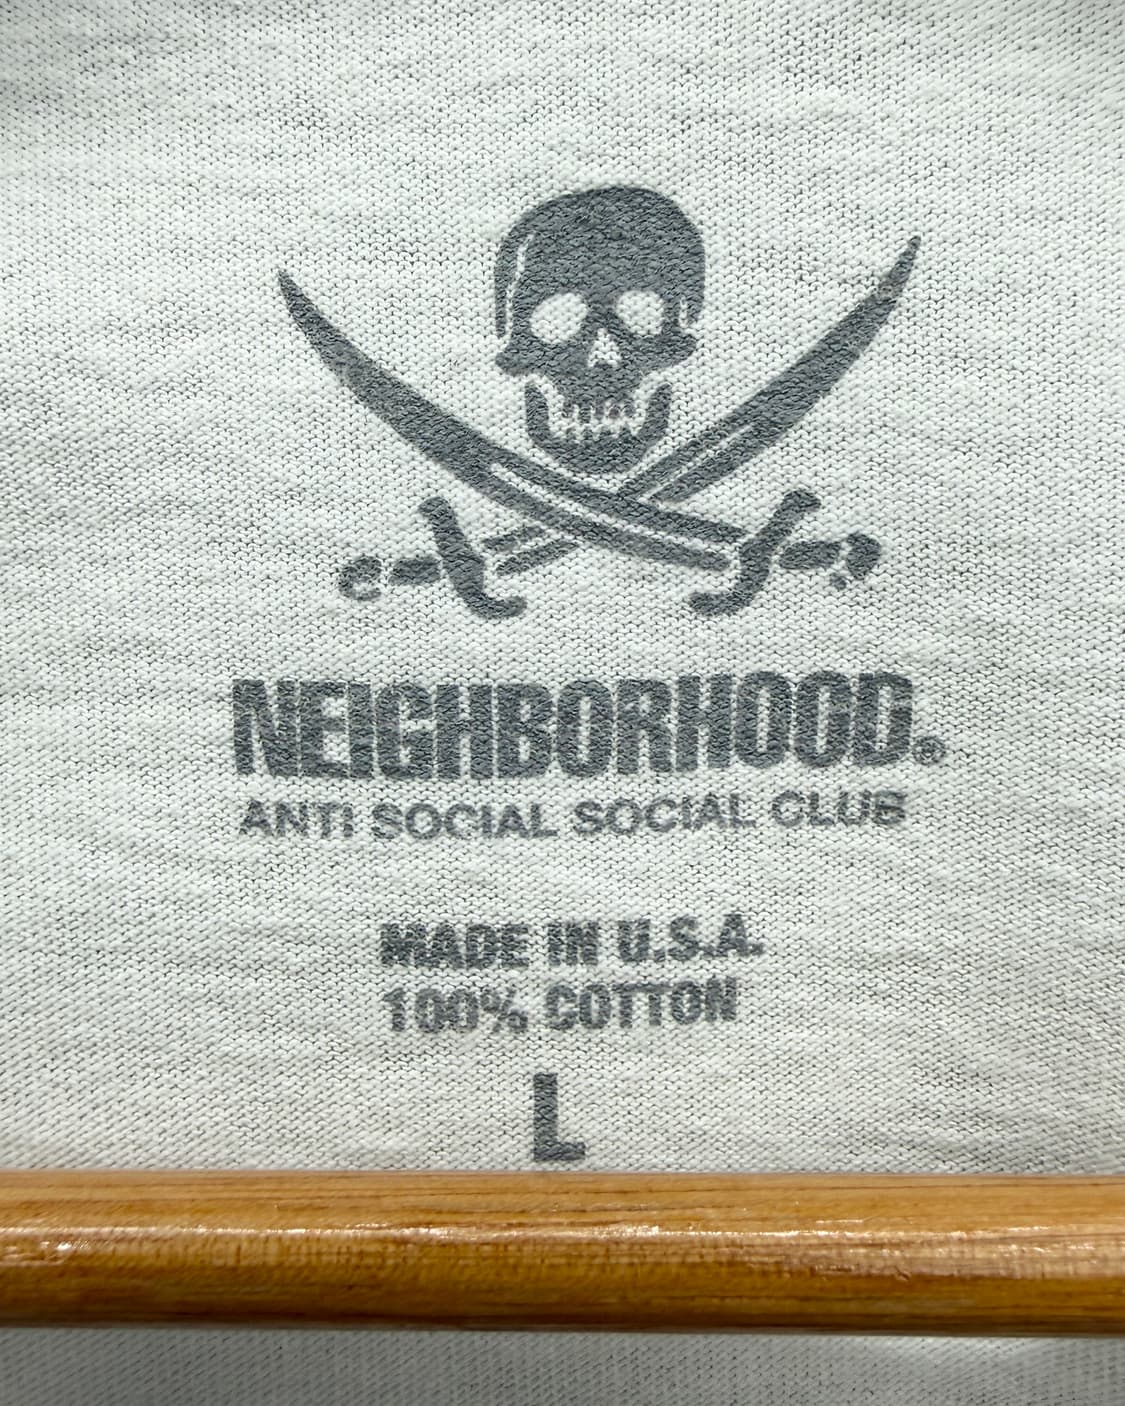 NEIGHBORHOOD®
ANTI SOCIAL SOCIAL CLUB
MADE IN U.S.A.
100% COTTON
L